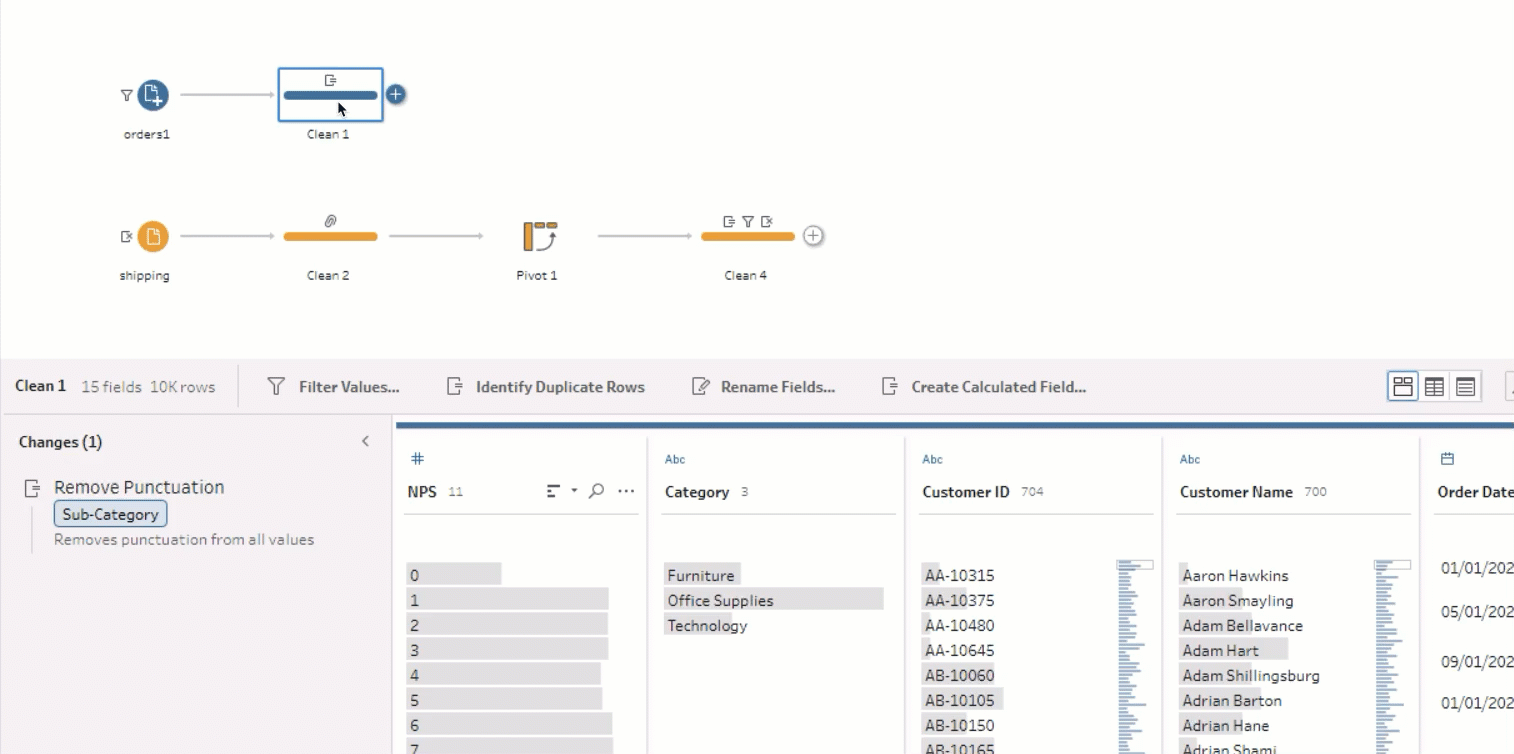 orders1
Clean 1
shipping
Clean 2
Pivot 1
Clean 4
Clean 1 15 fields 10K rows Filter Values... Identify Duplicate Rows Rename Fields... Create Calculated Field...
Changes (1)
Remove Punctuation
Sub-Category
Removes punctuation from all values
# Abc Abc Abc
NPS 11 Category 3 Customer ID 704 Customer Name 700 Order Date
0 Furniture AA-10315 Aaron Hawkins 01/01/202
1 Office Supplies AA-10375 Aaron Smayling 05/01/202
2 Technology AA-10480 Adam Bellavance
3 AA-10645 Adam Hart 09/01/202
4 AB-10060 Adam Shillingsburg
5 AB-10105 Adrian Barton 01/01/202
6 AB-10150 Adrian Hane
7 AB-10165 Adrian Shami